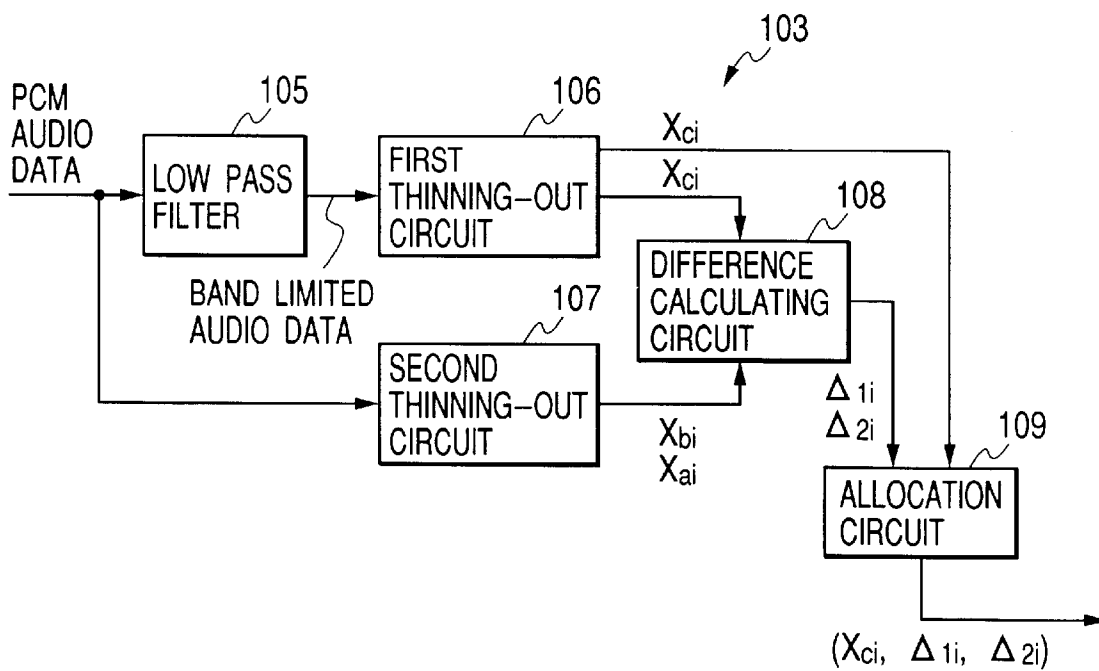 103
PCM
AUDIO
DATA
105
LOW PASS
FILTER
BAND LIMITED
AUDIO DATA
106
FIRST
THINNING-OUT
CIRCUIT
Xci
Xci
107
SECOND
THINNING-OUT
CIRCUIT
Xbi
Xai
108
DIFFERENCE
CALCULATING
CIRCUIT
Δ1i
Δ2i
109
ALLOCATION
CIRCUIT
(Xci, Δ1i, Δ2i)